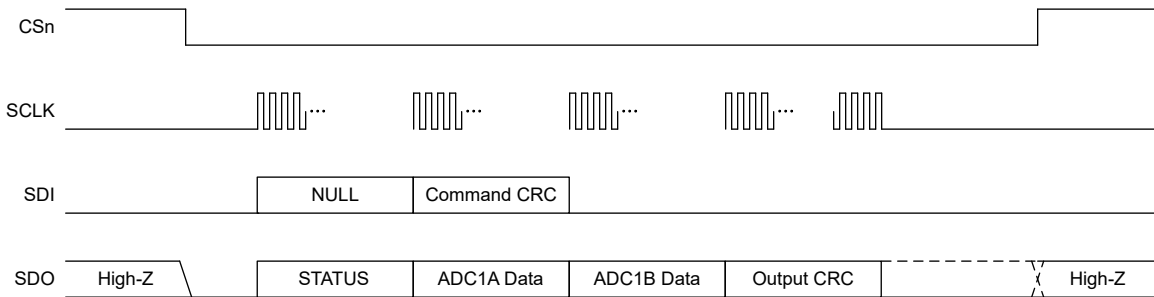 CSn
SCLK ... ... ... ...
SDI NULL Command CRC
SDO High-Z STATUS ADC1A Data ADC1B Data Output CRC High-Z